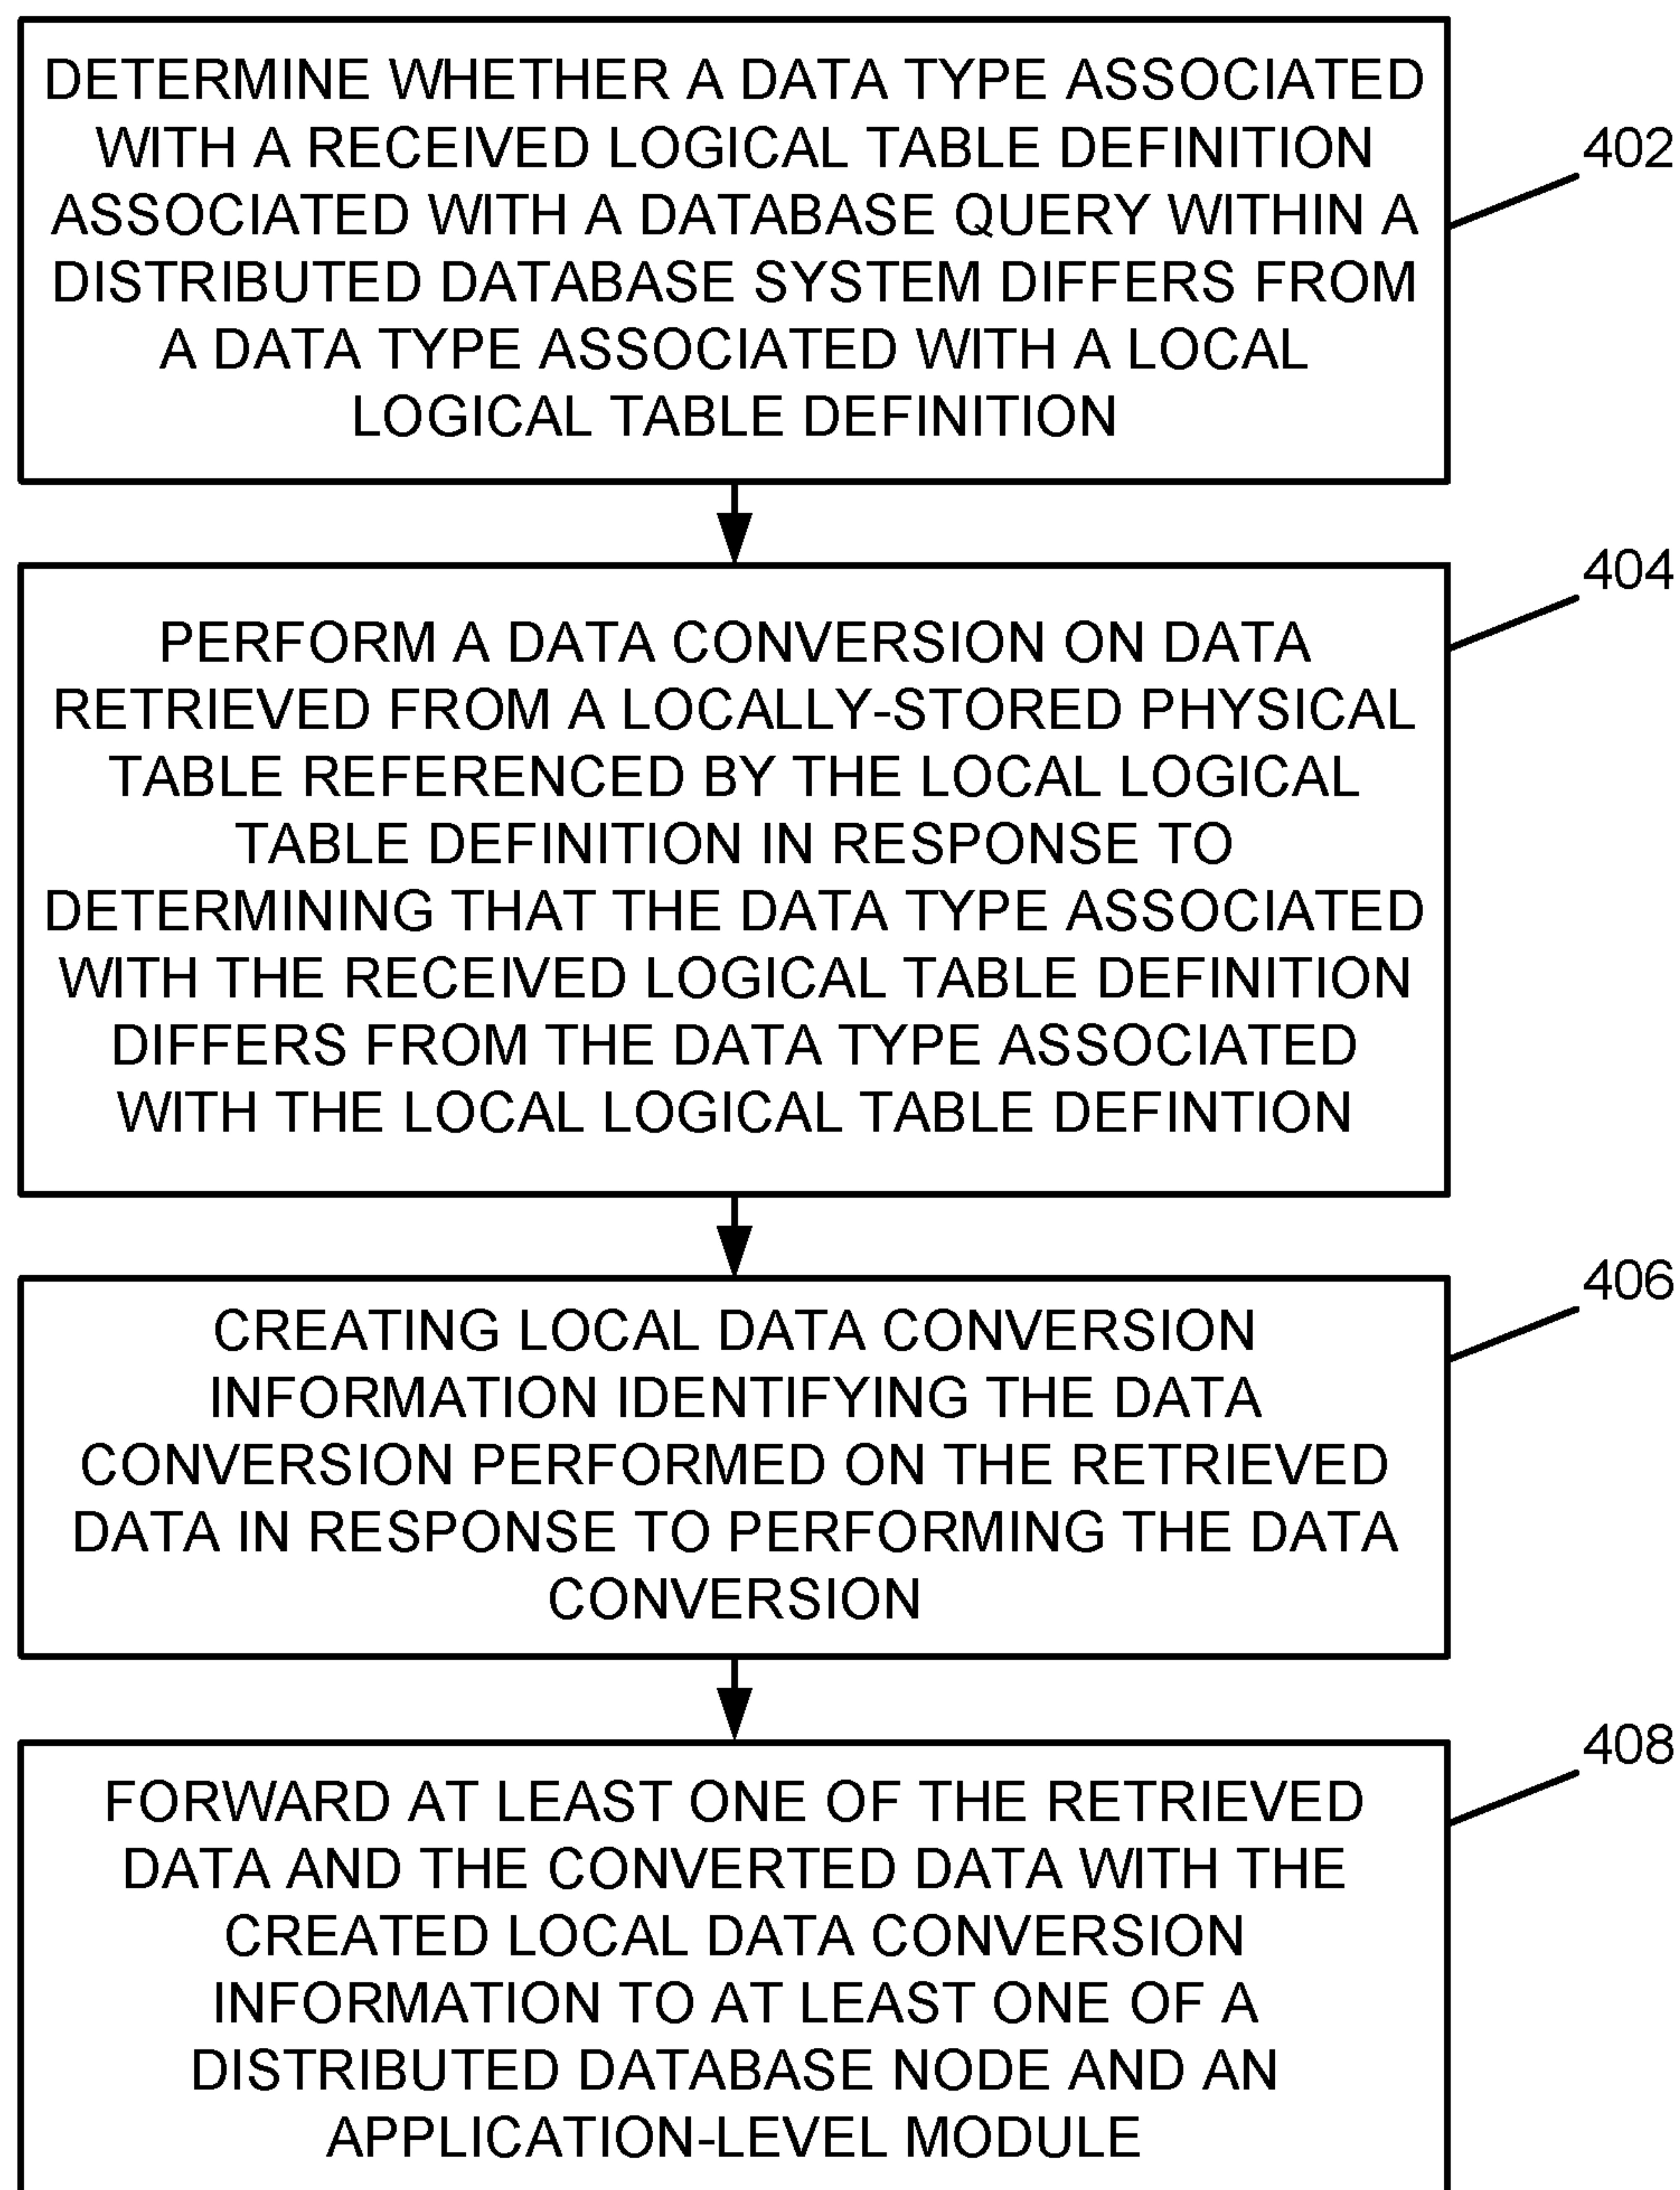 DETERMINE WHETHER A DATA TYPE ASSOCIATED
WITH A RECEIVED LOGICAL TABLE DEFINITION
ASSOCIATED WITH A DATABASE QUERY WITHIN A
DISTRIBUTED DATABASE SYSTEM DIFFERS FROM
A DATA TYPE ASSOCIATED WITH A LOCAL
LOGICAL TABLE DEFINITION
402
PERFORM A DATA CONVERSION ON DATA
RETRIEVED FROM A LOCALLY-STORED PHYSICAL
TABLE REFERENCED BY THE LOCAL LOGICAL
TABLE DEFINITION IN RESPONSE TO
DETERMINING THAT THE DATA TYPE ASSOCIATED
WITH THE RECEIVED LOGICAL TABLE DEFINITION
DIFFERS FROM THE DATA TYPE ASSOCIATED
WITH THE LOCAL LOGICAL TABLE DEFINTION
404
CREATING LOCAL DATA CONVERSION
INFORMATION IDENTIFYING THE DATA
CONVERSION PERFORMED ON THE RETRIEVED
DATA IN RESPONSE TO PERFORMING THE DATA
CONVERSION
406
FORWARD AT LEAST ONE OF THE RETRIEVED
DATA AND THE CONVERTED DATA WITH THE
CREATED LOCAL DATA CONVERSION
INFORMATION TO AT LEAST ONE OF A
DISTRIBUTED DATABASE NODE AND AN
APPLICATION-LEVEL MODULE
408